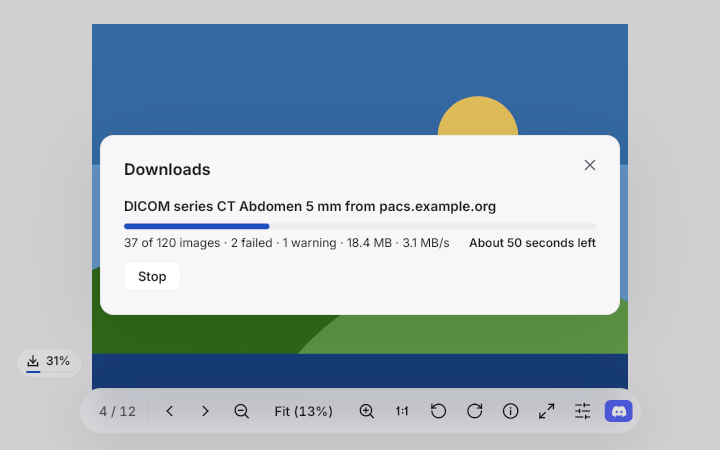 Downloads
DICOM series CT Abdomen 5 mm from pacs.example.org
37 of 120 images · 2 failed · 1 warning · 18.4 MB · 3.1 MB/s About 50 seconds left
Stop
31%
4 / 12 Fit (13%) 1:1